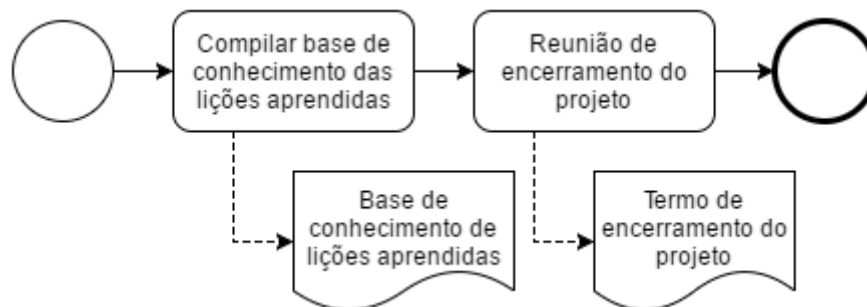 Compilar base de
conhecimento das
lições aprendidas
Reunião de
encerramento do
projeto
Base de
conhecimento de
lições aprendidas
Termo de
encerramento do
projeto